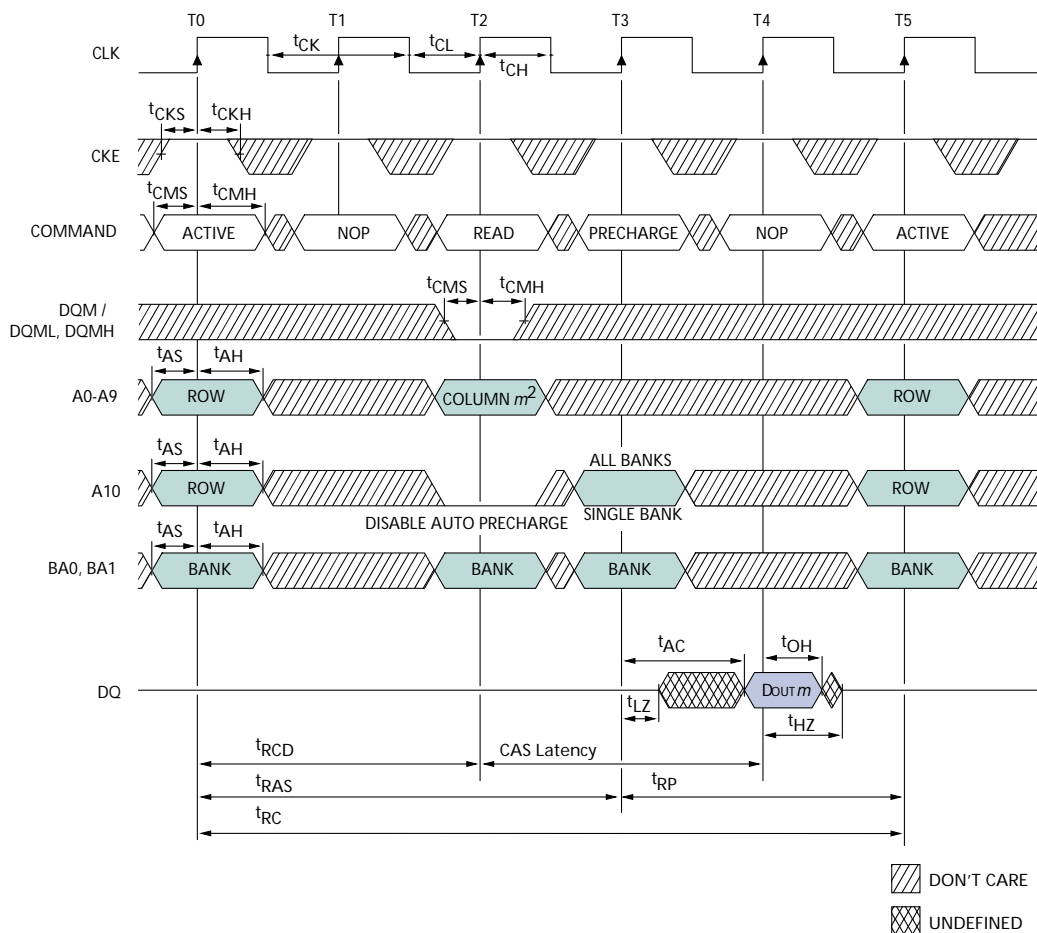 T0 T1 T2 T3 T4 T5
CLK
tCK tCL
tCH
tCKS tCKH
CKE
tCMS tCMH
COMMAND ACTIVE NOP READ PRECHARGE NOP ACTIVE
tCMS tCMH
DQM /
DQML, DQMH
tAS tAH
A0-A9 ROW COLUMN m2 ROW
tAS tAH ALL BANKS
A10 ROW ROW
DISABLE AUTO PRECHARGE SINGLE BANK
tAS tAH
BA0, BA1 BANK BANK BANK BANK
tAC tOH
DQ DOUT m
tLZ tHZ
tRCD CAS Latency
tRAS tRP
tRC
DON'T CARE
UNDEFINED